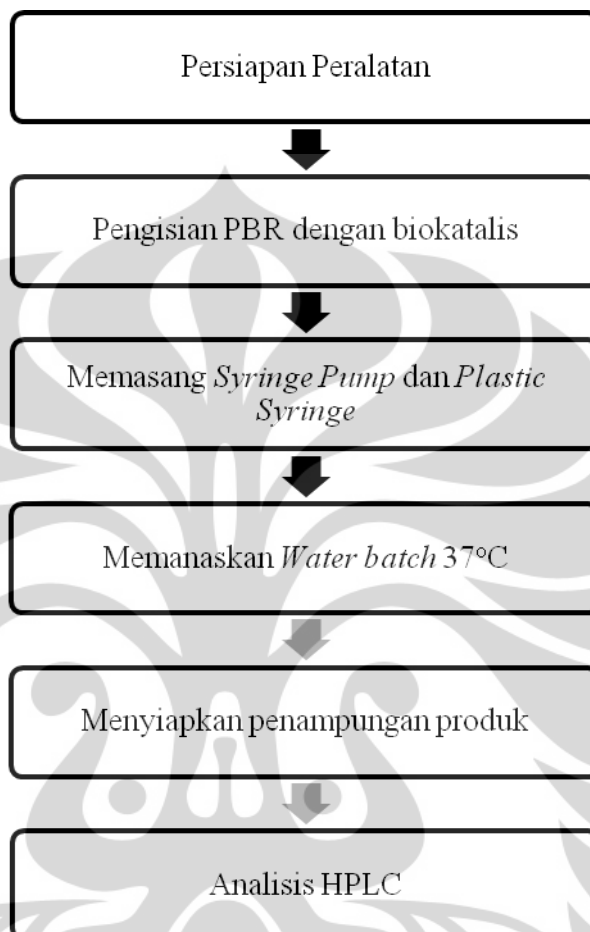 Persiapan Peralatan
Pengisian PBR dengan biokatalis
Memasang Syringe Pump dan Plastic
Syringe
Memanaskan Water batch 37°C
Menyiapkan penampungan produk
Analisis HPLC